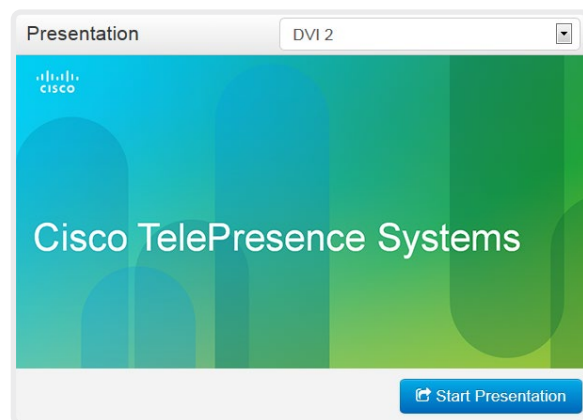 Presentation
DVI 2
CISCO
Cisco TelePresence Systems
Start Presentation